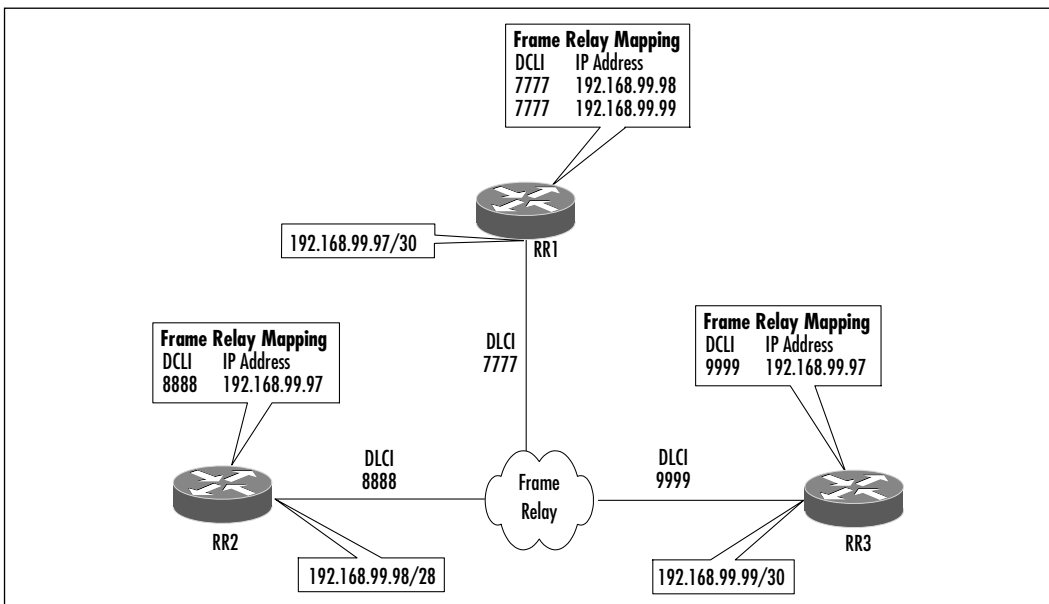 Frame Relay Mapping
DCLI IP Address
7777 192.168.99.98
7777 192.168.99.99
192.168.99.97/30
RR1
Frame Relay Mapping
DCLI IP Address
8888 192.168.99.97
DLCI
7777
Frame Relay Mapping
DCLI IP Address
9999 192.168.99.97
DLCI
8888
Frame
Relay
DLCI
9999
RR2
RR3
192.168.99.98/28
192.168.99.99/30